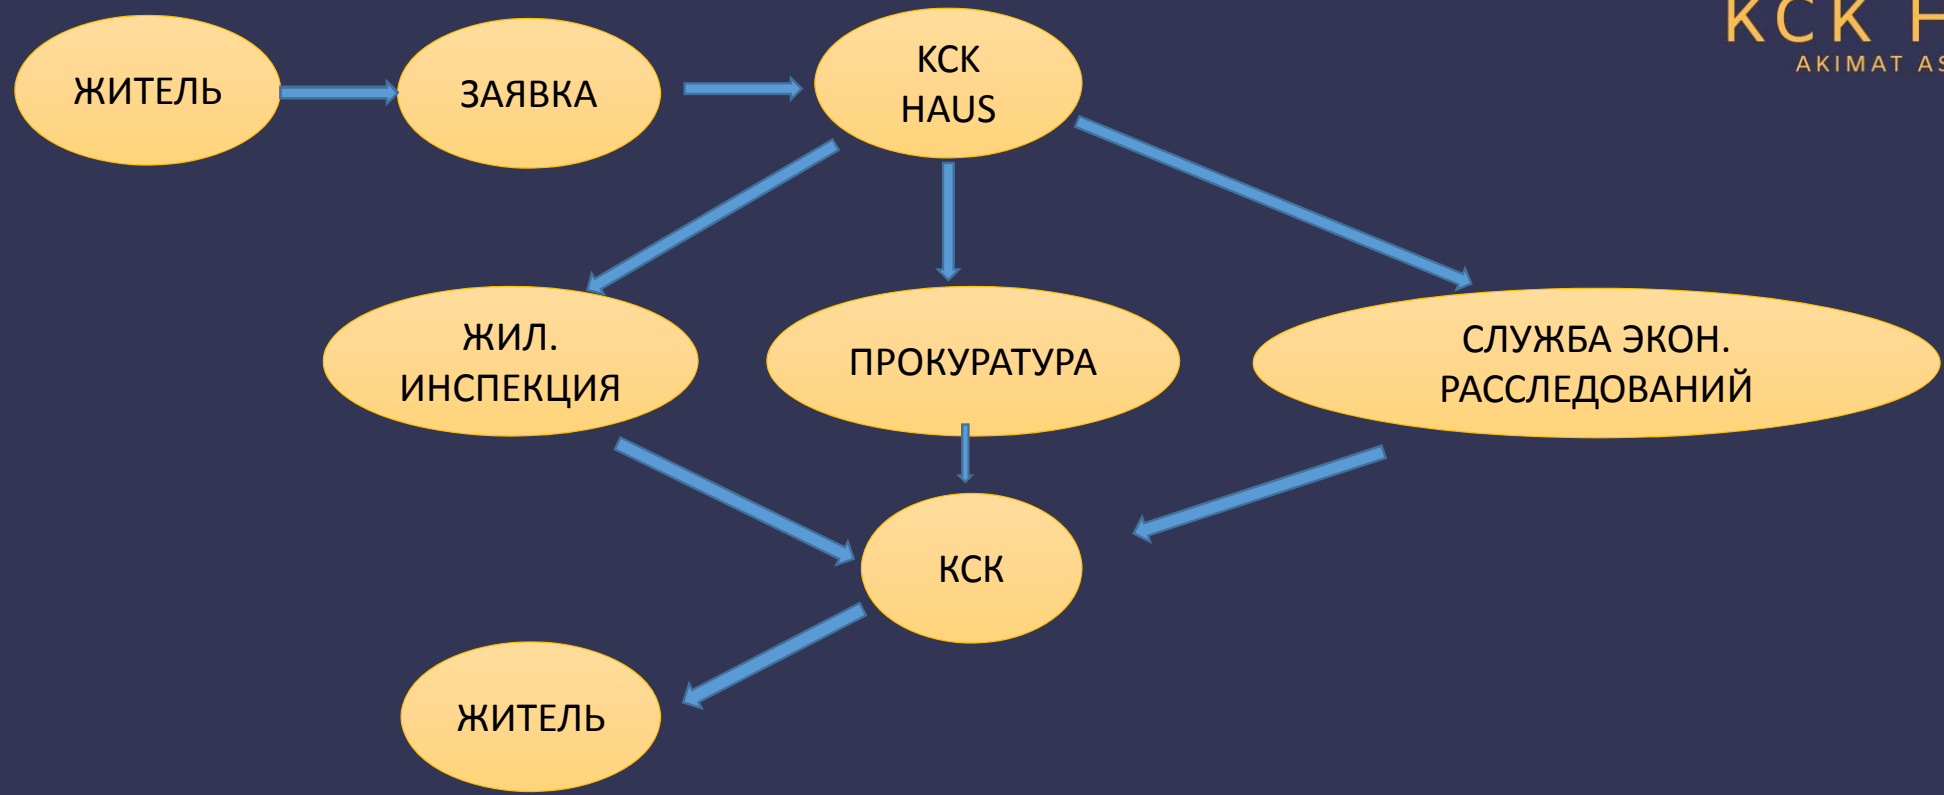 КСК Н
AKIMAT AS
ЖИТЕЛЬ
ЗАЯВКА
КСК
HAUS
ЖИЛ.
ИНСПЕКЦИЯ
ПРОКУРАТУРА
СЛУЖБА ЭКОН.
РАССЛЕДОВАНИЙ
КСК
ЖИТЕЛЬ